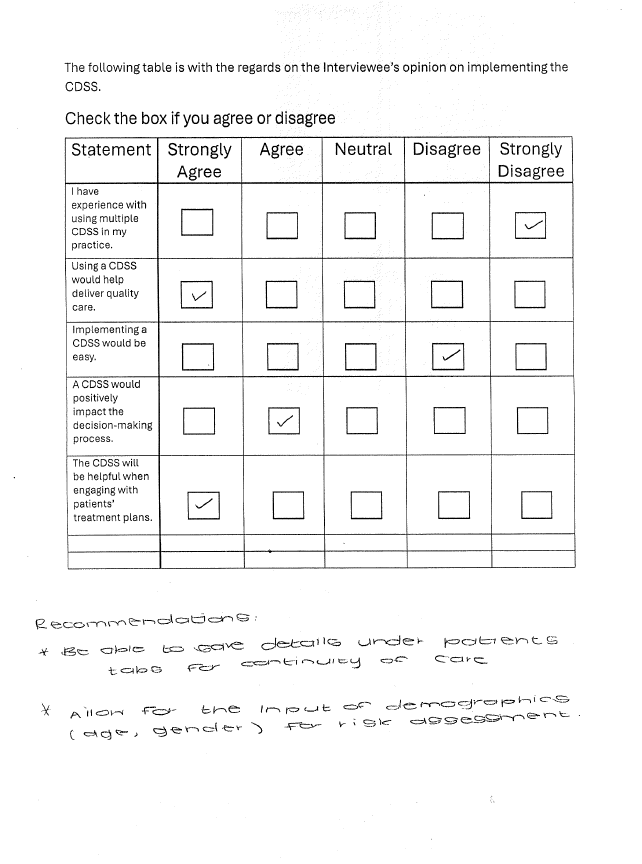 The following table is with the regards on the Interviewee's opinion on implementing the
CDSS.
Check the box if you agree or disagree
Statement Strongly Agree Neutral Disagree Strongly
Agree Disagree
I have
experience with
using multiple
CDSS in my
practice.
Using a CDSS
would help
deliver quality
care.
Implementing a
CDSS would be
easy.
A CDSS would
positively
impact the
decision-making
process.
The CDSS will
be helpful when
engaging with
patients'
treatment plans.
Recommendations:
* Be able to save details under patients
tabs for continuity of care
* Allow for the input of demographics
(age, gender) for risk assessment.